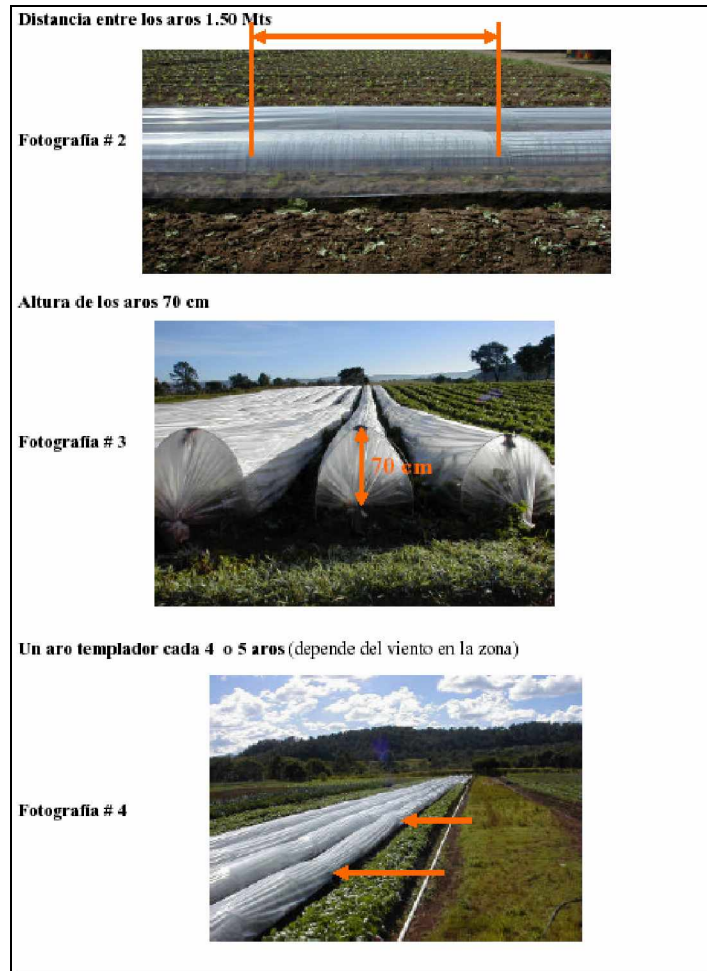 Distancia entre los aros 1.50 Mts
Fotografía # 2
Altura de los aros 70 cm
Fotografía # 3
70 cm
Un aro templador cada 4 o 5 aros (depende del viento en la zona)
Fotografía # 4